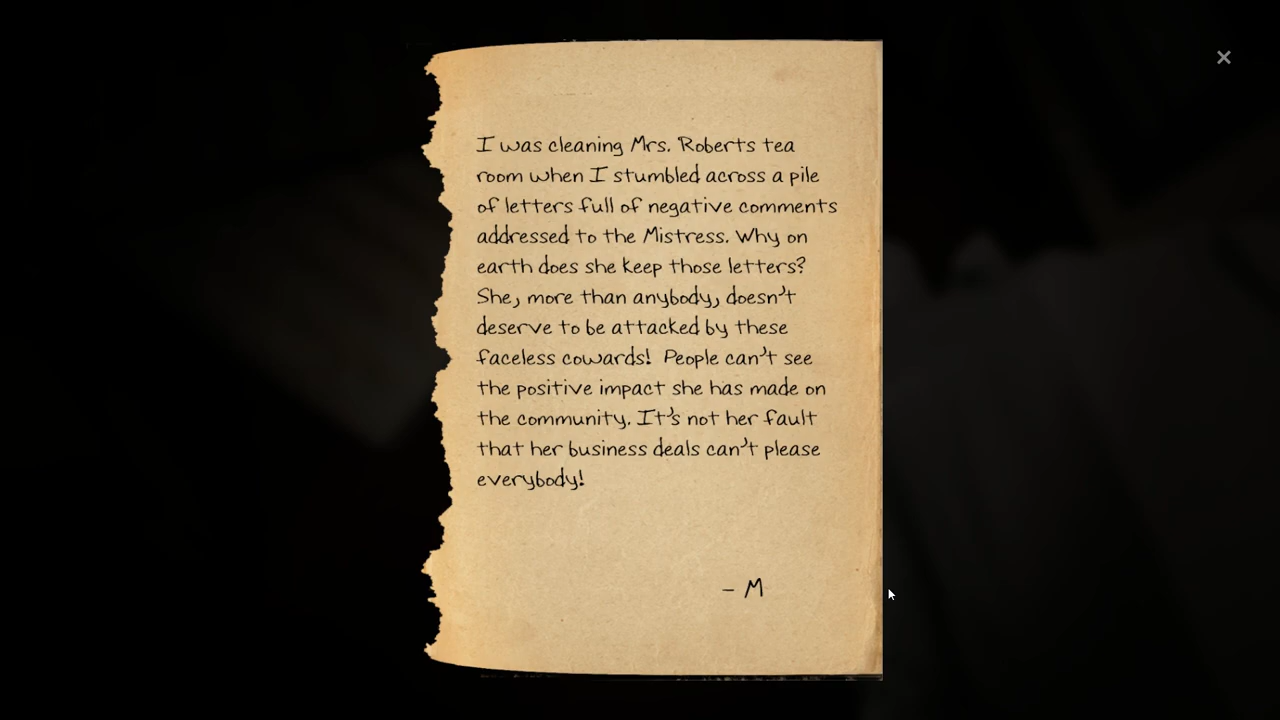 I was cleaning Mrs. Roberts tea
room when I stumbled across a pile
of letters full of negative comments
addressed to the Mistress. Why on
earth does she keep those letters?
She, more than anybody, doesn't
deserve to be attacked by these
faceless cowards! People can't see
the positive impact she has made on
the community. It's not her fault
that her business deals can't please
everybody!
- M